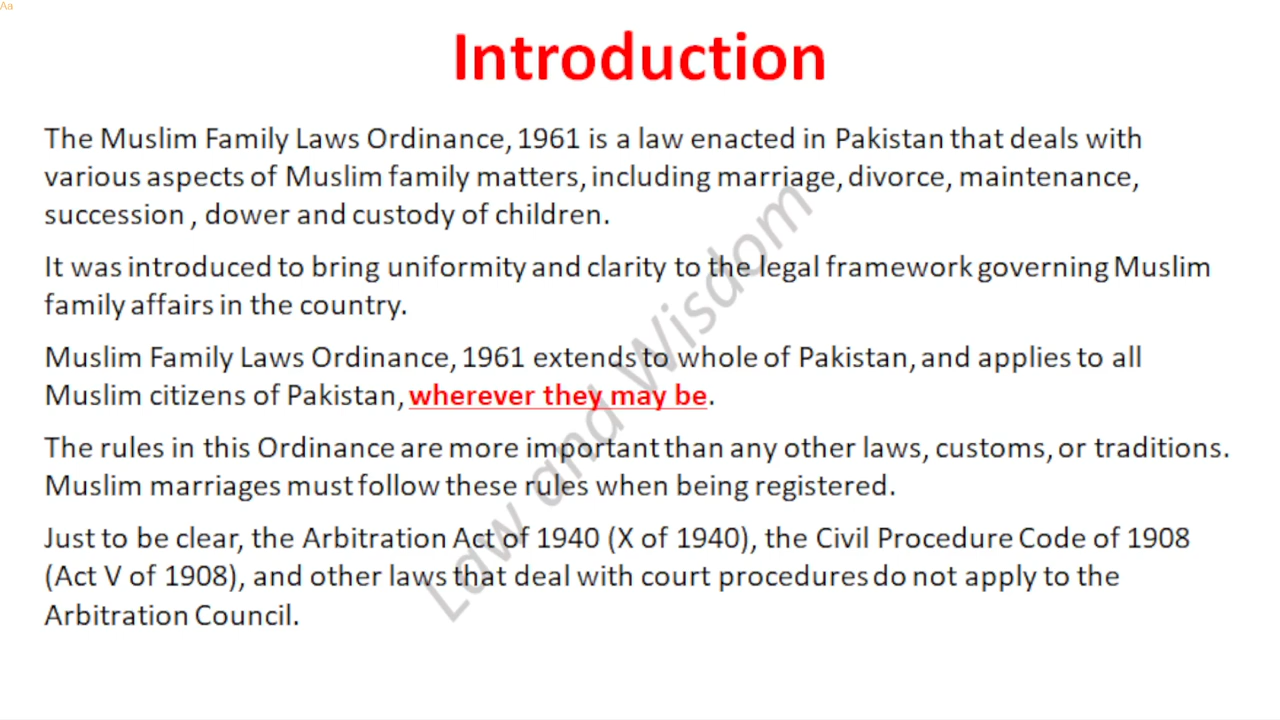 Aa
Introduction
The Muslim Family Laws Ordinance, 1961 is a law enacted in Pakistan that deals with
various aspects of Muslim family matters, including marriage, divorce, maintenance,
succession , dower and custody of children.
It was introduced to bring uniformity and clarity to the legal framework governing Muslim
family affairs in the country.
Muslim Family Laws Ordinance, 1961 extends to whole of Pakistan, and applies to all
Muslim citizens of Pakistan, wherever they may be.
The rules in this Ordinance are more important than any other laws, customs, or traditions.
Muslim marriages must follow these rules when being registered.
Just to be clear, the Arbitration Act of 1940 (X of 1940), the Civil Procedure Code of 1908
(Act V of 1908), and other laws that deal with court procedures do not apply to the
Arbitration Council.
Law and Wisdom